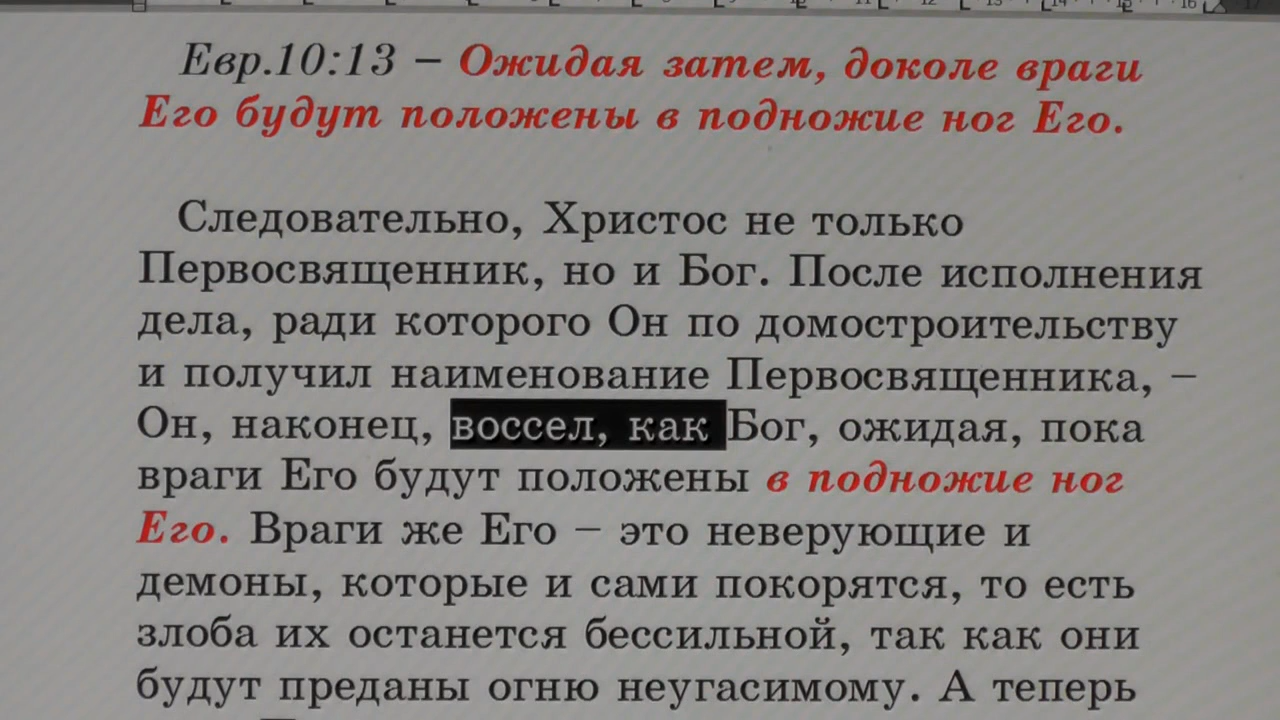 Евр.10:13 – Ожидая затем, доколе враги
Его будут положены в подножие ног Его.
Следовательно, Христос не только
Первосвященник, но и Бог. После исполнения
дела, ради которого Он по домостроительству
и получил наименование Первосвященника, –
Он, наконец, воссел, как Бог, ожидая, пока
враги Его будут положены в подножие ног
Его. Враги же Его – это неверующие и
демоны, которые и сами покорятся, то есть
злоба их останется бессильной, так как они
будут преданы огню неугасимому. А теперь